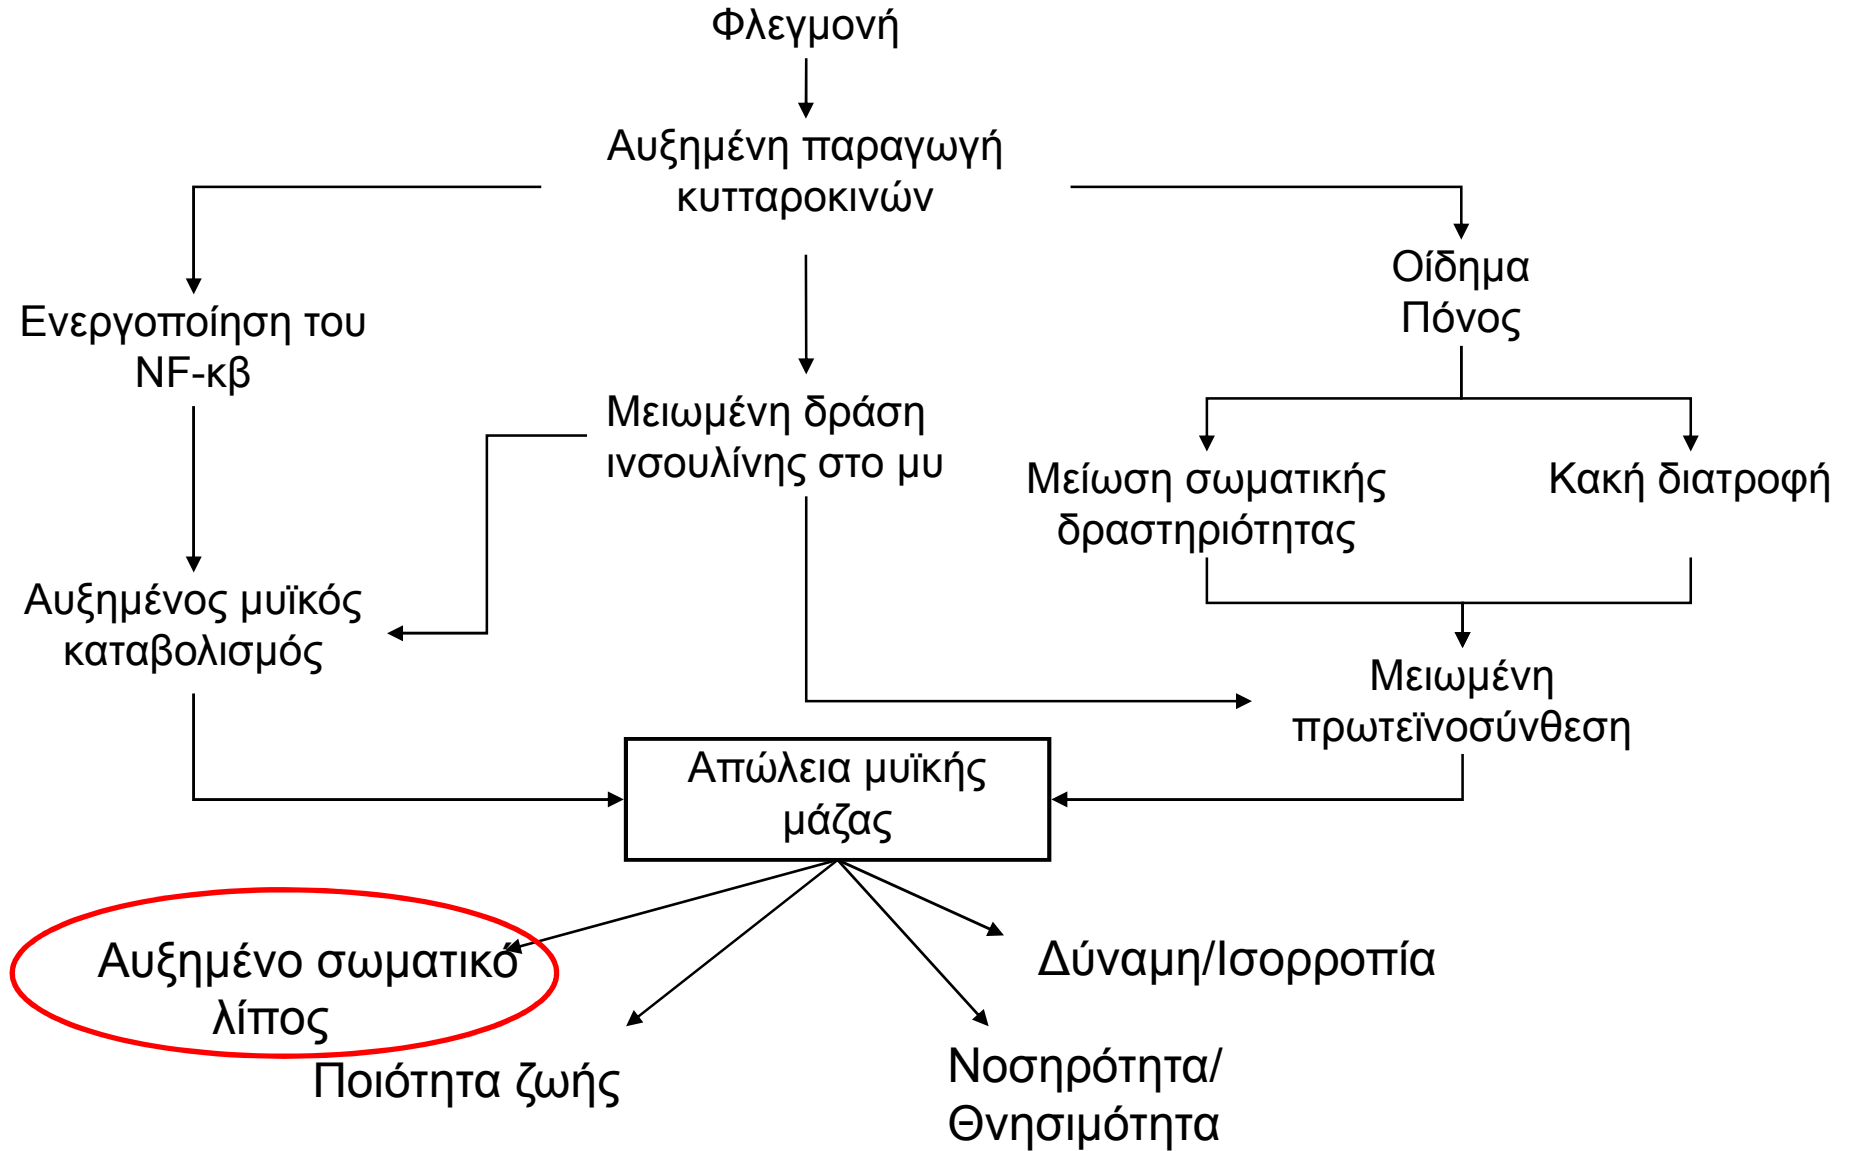 Φλεγμονή
Αυξημένη παραγωγή
κυτταροκινών
Οίδημα
Πόνος
Ενεργοποίηση του
NF-κβ
Μειωμένη δράση
ινσουλίνης στο μυ
Μείωση σωματικής
δραστηριότητας
Κακή διατροφή
Αυξημένος μυϊκός
καταβολισμός
Μειωμένη
πρωτεϊνοσύνθεση
Απώλεια μυϊκής
μάζας
Αυξημένο σωματικό
λίπος
Δύναμη/Ισορροπία
Ποιότητα ζωής
Νοσηρότητα/
Θνησιμότητα